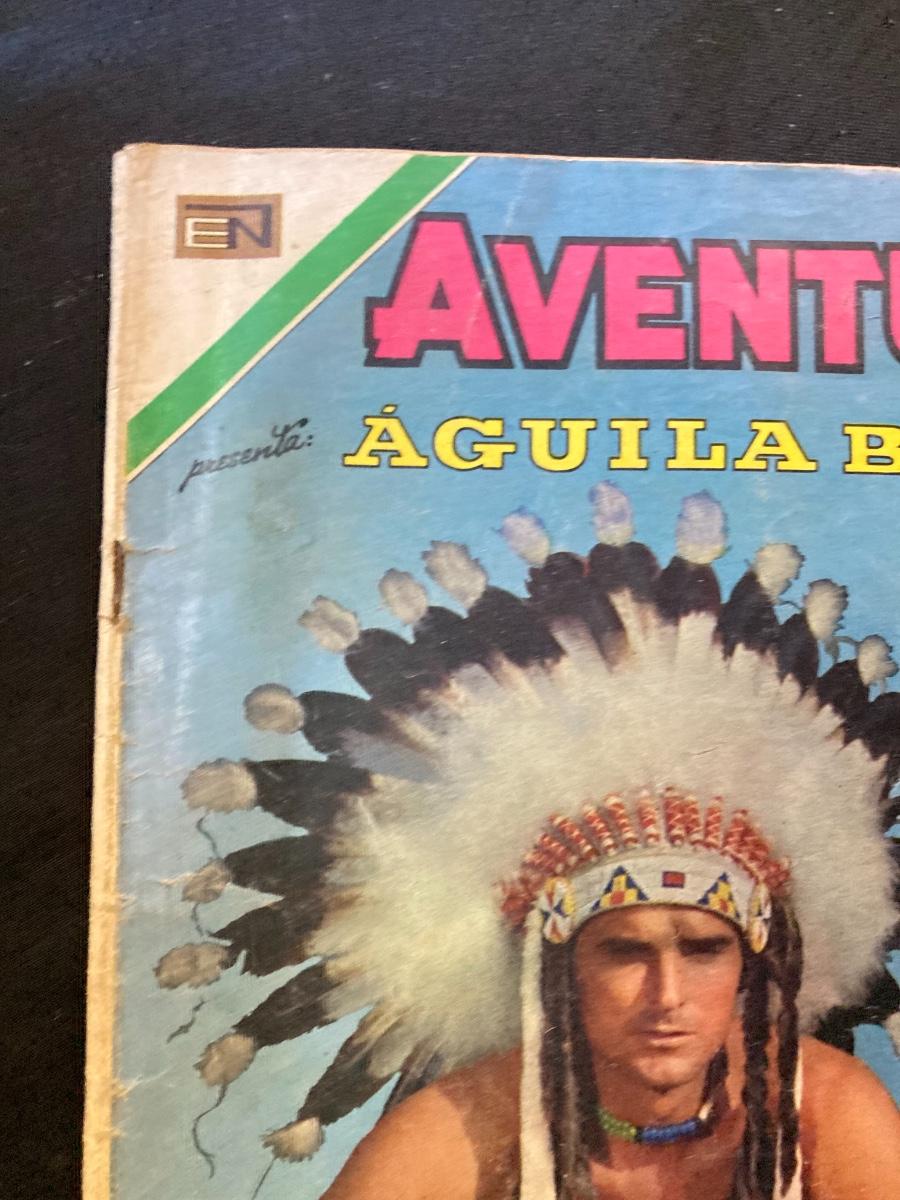 EN
AVENTU
presenta:
ÁGUILA B